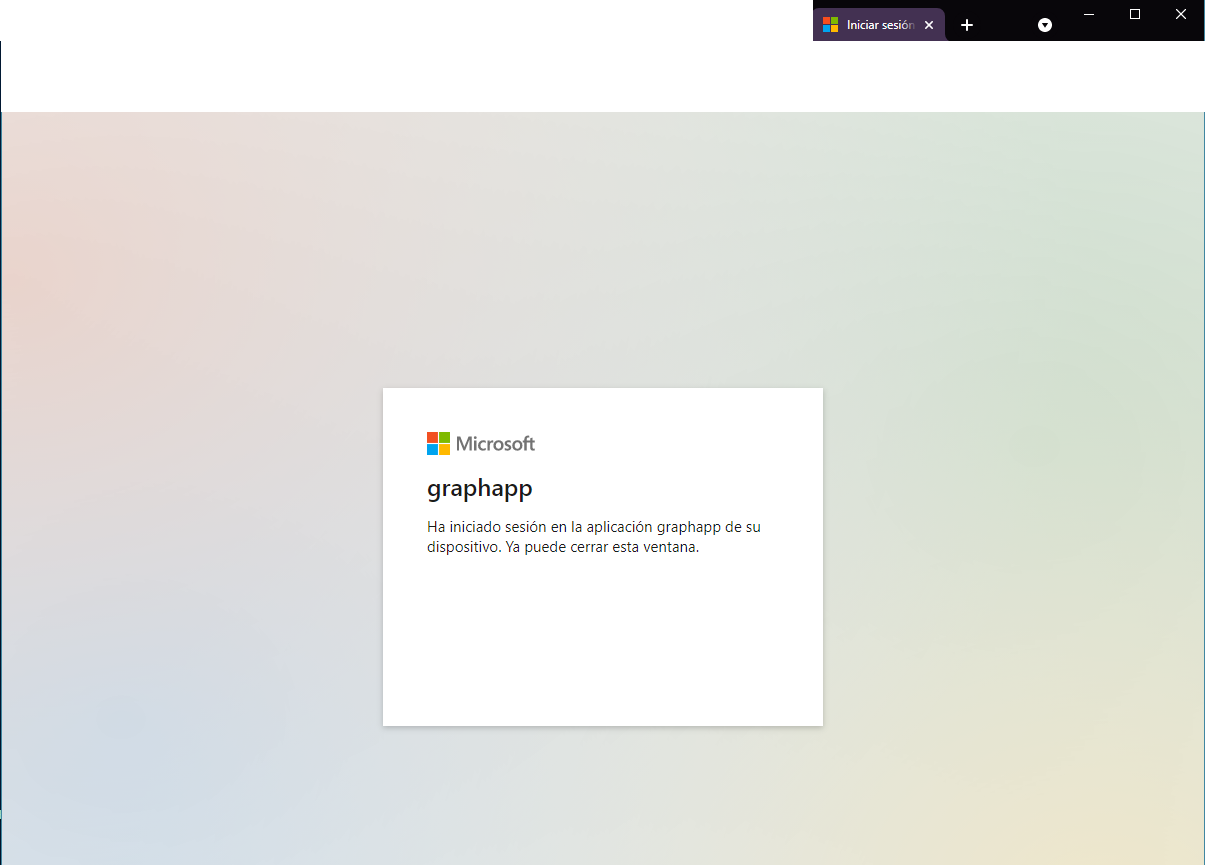 Iniciar sesión
Microsoft
graphapp
Ha iniciado sesión en la aplicación graphapp de su
dispositivo. Ya puede cerrar esta ventana.